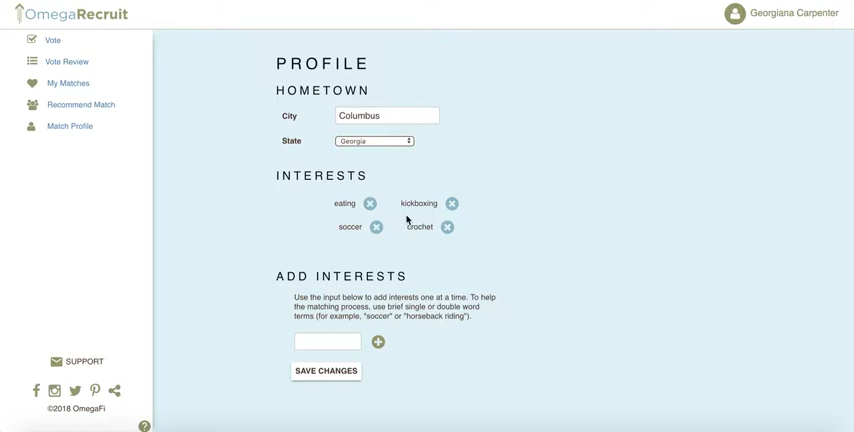 OmegaRecruit
Georgiana Carpenter
Vote
Vote Review
My Matches
Recommend Match
Match Profile
SUPPORT
©2018 OmegaFi
?
PROFILE
HOMETOWN
City Columbus
State Georgia
INTERESTS
eating kickboxing
soccer crochet
ADD INTERESTS
Use the input below to add interests one at a time. To help
the matching process, use brief single or double word
terms (for example, "soccer" or "horseback riding").
SAVE CHANGES